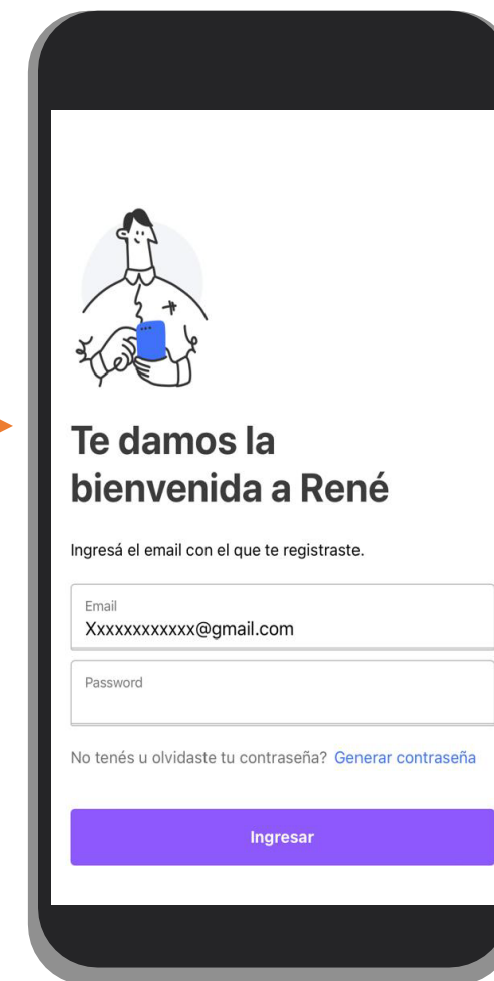 Te damos la
bienvenida a René
Ingresá el email con el que te registraste.
Email
Xxxxxxxxxxxx@gmail.com
Password
No tenés u olvidaste tu contraseña? Generar contraseña
Ingresar